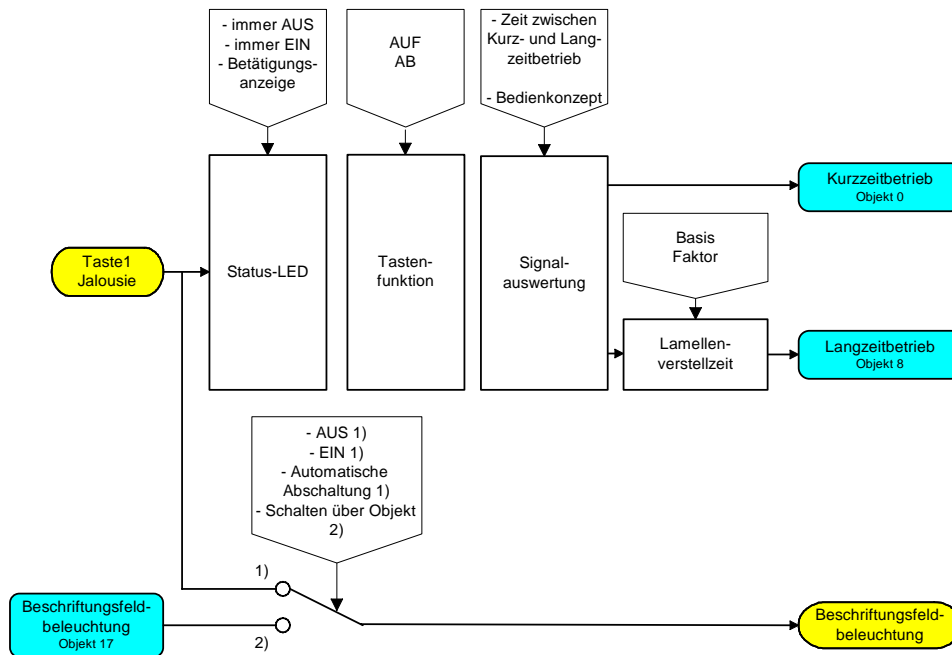 - immer AUS
- immer EIN
- Betätigungs-
anzeige
AUF
AB
- Zeit zwischen
Kurz- und Lang-
zeitbetrieb
- Bedienkonzept
Kurzzeitbetrieb
Objekt 0
Taste1
Jalousie
Status-LED
Tasten-
funktion
Signal-
auswertung
Basis
Faktor
Lamellen-
verstellzeit
Langzeitbetrieb
Objekt 8
- AUS 1)
- EIN 1)
- Automatische
Abschaltung 1)
- Schalten über Objekt
2)
1)
Beschriftungsfeld-
beleuchtung
Objekt 17
2)
Beschriftungsfeld-
beleuchtung